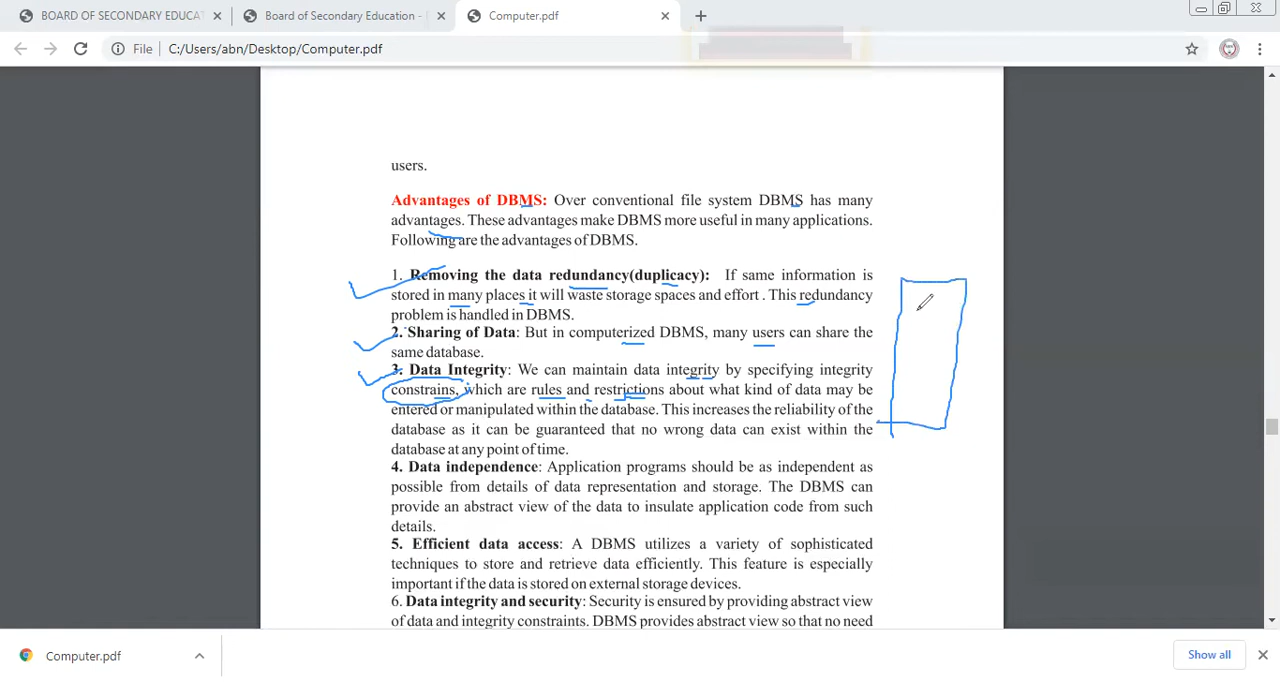 BOARD OF SECONDARY EDUCAT
Board of Secondary Education -
Computer.pdf
File
C:/Users/abn/Desktop/Computer.pdf
users.
Advantages of DBMS: Over conventional file system DBMS has many
advantages. These advantages make DBMS more useful in many applications.
Following are the advantages of DBMS.
1. Removing the data redundancy(duplicacy): If same information is
stored in many places it will waste storage spaces and effort . This redundancy
problem is handled in DBMS.
2. Sharing of Data: But in computerized DBMS, many users can share the
same database.
3. Data Integrity: We can maintain data integrity by specifying integrity
constrains, which are rules and restrictions about what kind of data may be
entered or manipulated within the database. This increases the reliability of the
database as it can be guaranteed that no wrong data can exist within the
database at any point of time.
4. Data independence: Application programs should be as independent as
possible from details of data representation and storage. The DBMS can
provide an abstract view of the data to insulate application code from such
details.
5. Efficient data access: A DBMS utilizes a variety of sophisticated
techniques to store and retrieve data efficiently. This feature is especially
important if the data is stored on external storage devices.
6. Data integrity and security: Security is ensured by providing abstract view
of data and integrity constraints. DBMS provides abstract view so that no need
Computer.pdf
Show all